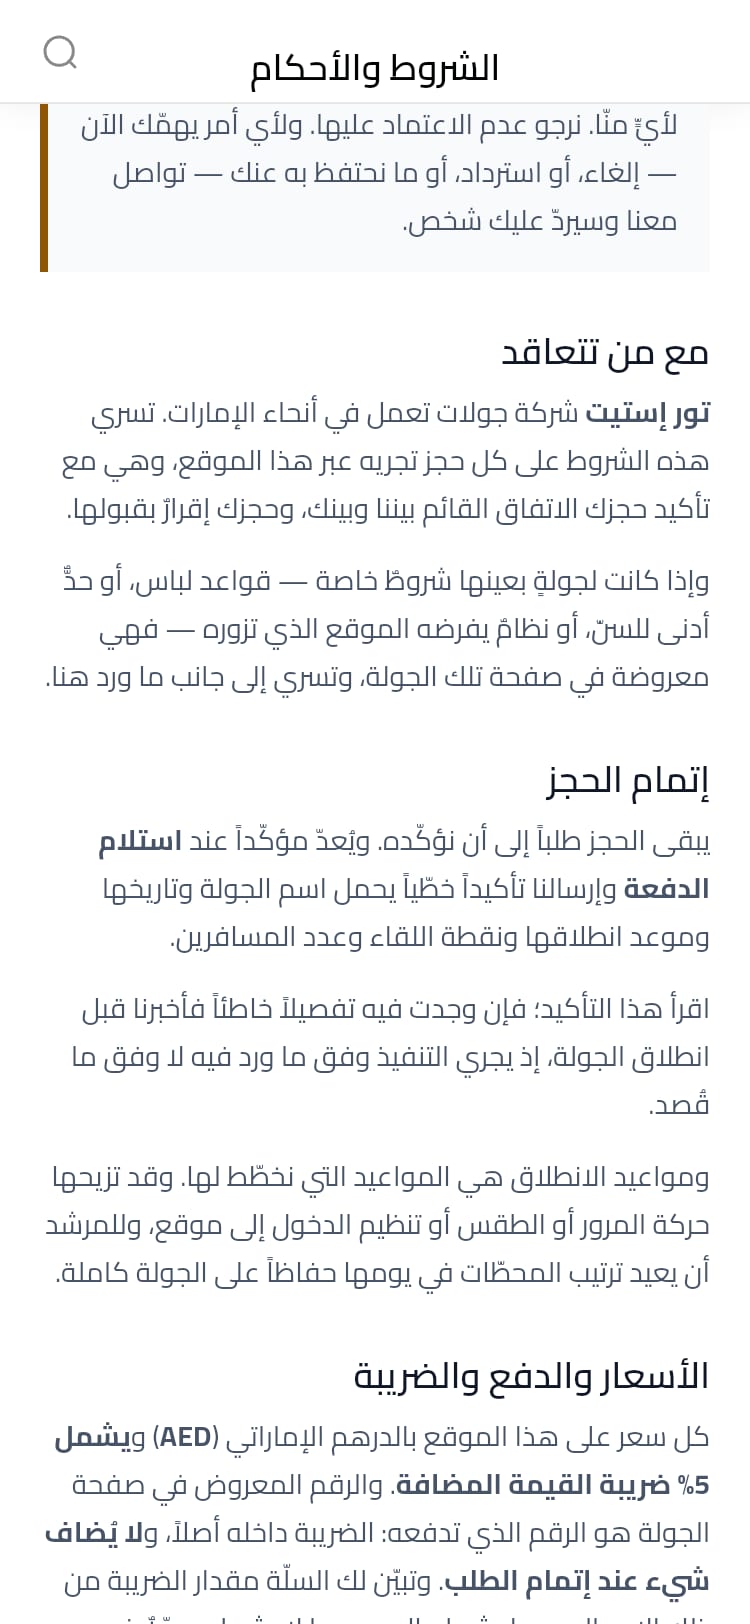 الشروط والأحكام
لأيٍّ منّا. نرجو عدم الاعتماد عليها. ولأي أمر يهمّك الآن
— إلغاء، أو استرداد، أو ما نحتفظ به عنك — تواصل
معنا وسيردّ عليك شخص.
مع من تتعاقد
تور إستيت شركة جولات تعمل في أنحاء الإمارات. تسري
هذه الشروط على كل حجز تجريه عبر هذا الموقع، وهي مع
تأكيد حجزك الاتفاق القائم بيننا وبينك، وحجزك إقرارٌ بقبولها.
وإذا كانت لجولةٍ بعينها شروطٌ خاصة — قواعد لباس، أو حدٌّ
أدنى للسنّ، أو نظامٌ يفرضه الموقع الذي تزوره — فهي
معروضة في صفحة تلك الجولة، وتسري إلى جانب ما ورد هنا.
إتمام الحجز
يبقى الحجز طلباً إلى أن نؤكّده. ويُعدّ مؤكّداً عند استلام
الدفعة وإرسالنا تأكيداً خطّياً يحمل اسم الجولة وتاريخها
وموعد انطلاقها ونقطة اللقاء وعدد المسافرين.
اقرأ هذا التأكيد؛ فإن وجدت فيه تفصيلاً خاطئاً فأخبرنا قبل
انطلاق الجولة، إذ يجري التنفيذ وفق ما ورد فيه لا وفق ما
قُصد.
ومواعيد الانطلاق هي المواعيد التي نخطّط لها. وقد تزيحها
حركة المرور أو الطقس أو تنظيم الدخول إلى موقع، وللمرشد
أن يعيد ترتيب المحطّات في يومها حفاظاً على الجولة كاملة.
الأسعار والدفع والضريبة
كل سعر على هذا الموقع بالدرهم الإماراتي (AED) ويشمل
5% ضريبة القيمة المضافة. والرقم المعروض في صفحة
الجولة هو الرقم الذي تدفعه: الضريبة داخله أصلاً، ولا يُضاف
شيء عند إتمام الطلب. وتبيّن لك السلّة مقدار الضريبة من